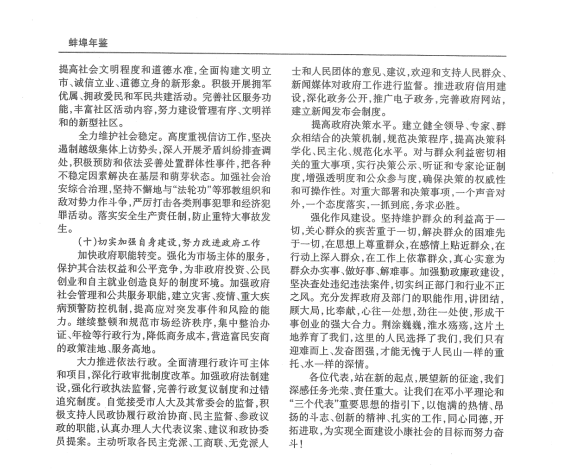 蚌埠年鉴
提高社会文明程度和道德水准,全面构建文明立
市、诚信立业、道德立身的新形象。积极开展拥军
优属、拥政爱民和军民共建活动。完善社区服务功
能,丰富社区活动内容,努力建设管理有序、文明祥
和的新型社区。
全力维护社会稳定。高度重视信访工作,坚决
遏制越级集体上访势头,深入开展矛盾纠纷排查调
处,积极预防和依法妥善处置群体性事件,把各种
不稳定因素解决在基层和萌芽状态。加强社会治
安综合治理,坚持不懈地与“法轮功”等邪教组织和
敌对势力作斗争,严厉打击各类刑事犯罪和经济犯
罪活动。落实安全生产责任制,防止重特大事故发
生。
(十)切实加强自身建设,努力改进政府工作
加快政府职能转变。强化为市场主体的服务,
保护其合法权益和公平竞争,为非政府投资、公民
创业和自主就业创造良好的制度环境。加强政府
社会管理和公共服务职能,建立灾害、疫情、重大疾
病预警防控机制,提高应对突发事件和风险的能
力。继续整顿和规范市场经济秩序,集中整治办
证、年检等行政行为,降低商务成本,营造富民安商
的政策洼地、服务高地。
大力推进依法行政。全面清理行政许可主体
和项目,深化行政审批制度改革。加强政府法制建
设,强化行政执法监督,完善行政复议制度和过错
追究制度。自觉接受市人大及其常委会的监督,积
极支持人民政协履行政治协商、民主监督、参政议
政的职能,认真办理人大代表议案、建议和政协委
员提案。主动听取各民主党派、工商联、无党派人
士和人民团体的意见、建议,欢迎和支持人民群众、
新闻媒体对政府工作进行监督。推进政府信用建
设,深化政务公开,推广电子政务,完善政府网站,
建立新闻发布会制度。
提高政府决策水平。建立健全领导、专家、群
众相结合的决策机制,规范决策程序,提高决策科
学化、民主化、规范化水平。对与群众利益密切相
关的重大事项,实行决策公示、听证和专家论证制
度,增强透明度和公众参与度,确保决策的权威性
和可操作性。对重大部署和决策事项,一个声音对
外,一个态度落实,一抓到底,务求必胜。
强化作风建设。坚持维护群众的利益高于一
切,关心群众的疾苦重于一切,解决群众的困难先
于一切,在思想上尊重群众,在感情上贴近群众,在
行动上深入群众,在工作上依靠群众,真心实意为
群众办实事、做好事、解难事。加强勤政廉政建设,
坚决查处违纪违法案件,切实纠正部门和行业不正
之风。充分发挥政府及部门的职能作用,讲团结,
顾大局,比奉献,心往一处想,劲往一处使,形成干
事创业的强大合力。荆涂巍巍,淮水殇殇,这片土
地养育了我们,这里的人民选择了我们,我们只有
迎难而上、发奋图强,才能无愧于人民山一样的重
托、水一样的深情。
各位代表,站在新的起点,展望新的征途,我们
深感任务光荣、责任重大。让我们在邓小平理论和
“三个代表”重要思想的指引下,以饱满的热情、昂
扬的斗志、创新的精神、扎实的工作,同心同德,开
拓进取,为实现全面建设小康社会的目标而努力奋
斗!